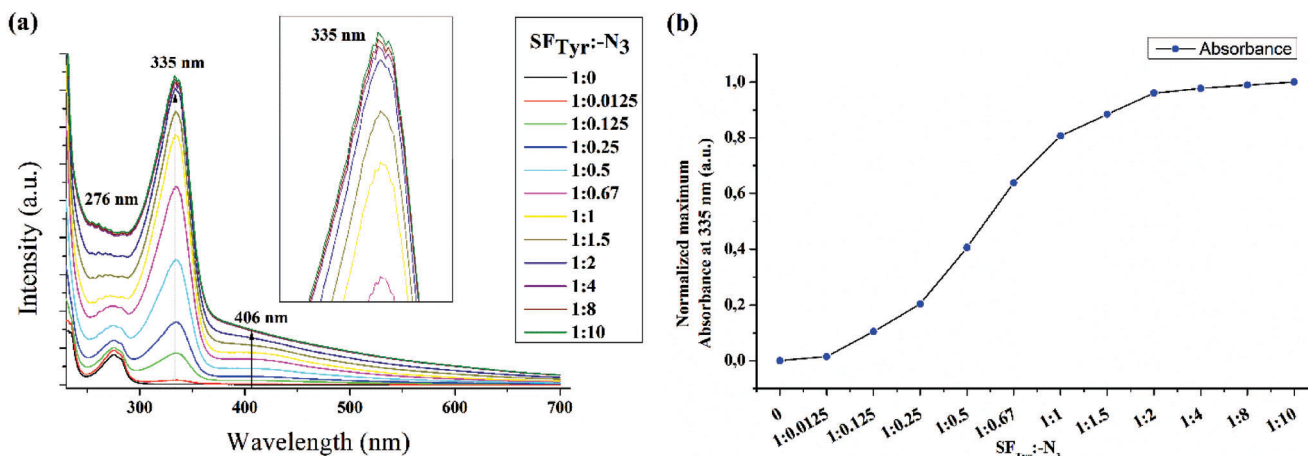 (a)
335 nm
276 nm
406 nm
335 nm
SFTyr:-N3
1:0
1:0.0125
1:0.125
1:0.25
1:0.5
1:0.67
1:1
1:1.5
1:2
1:4
1:8
1:10
Intensity (a.u.)
300
400
500
600
700
Wavelength (nm)
(b)
Absorbance
1,0
0,8
0,6
0,4
0,2
0,0
Normalized maximum
Absorbance at 335 nm (a.u.)
0
1:0.0125
1:0.125
1:0.25
1:0.5
1:0.67
1:1
1:1.5
1:2
1:4
1:8
1:10
SFTyr:-N3